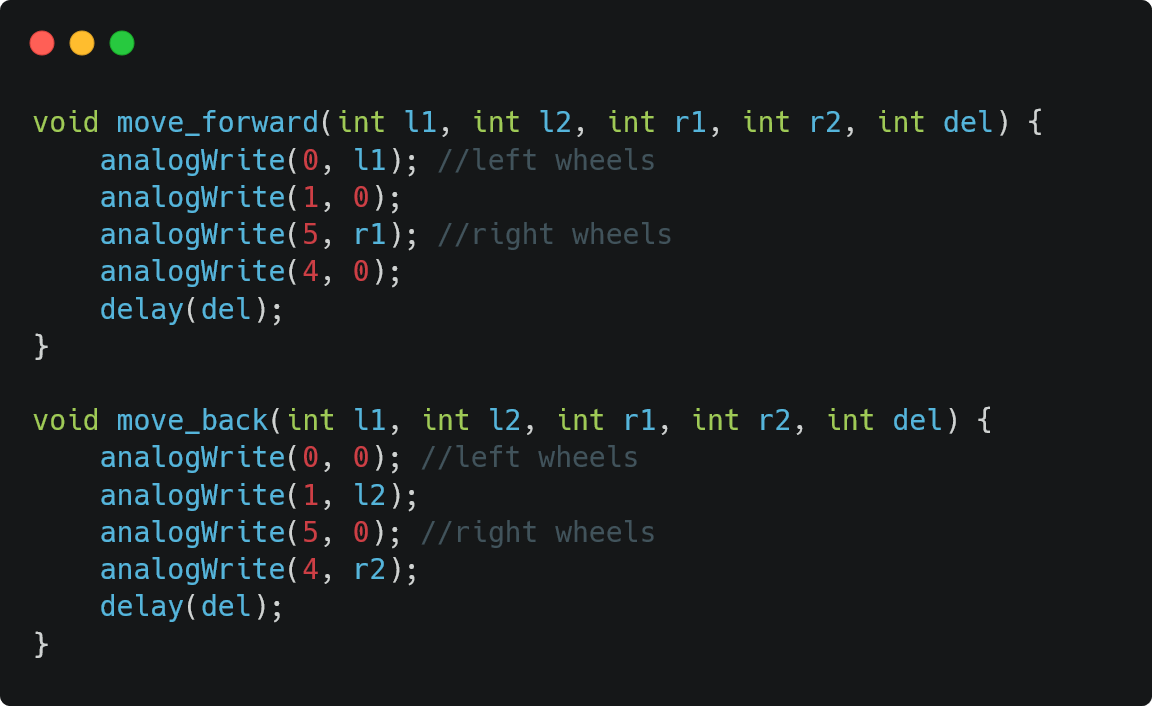 void move_forward(int l1, int l2, int r1, int r2, int del) {
    analogWrite(0, l1); //left wheels
    analogWrite(1, 0);
    analogWrite(5, r1); //right wheels
    analogWrite(4, 0);
    delay(del);
}

void move_back(int l1, int l2, int r1, int r2, int del) {
    analogWrite(0, 0); //left wheels
    analogWrite(1, l2);
    analogWrite(5, 0); //right wheels
    analogWrite(4, r2);
    delay(del);
}